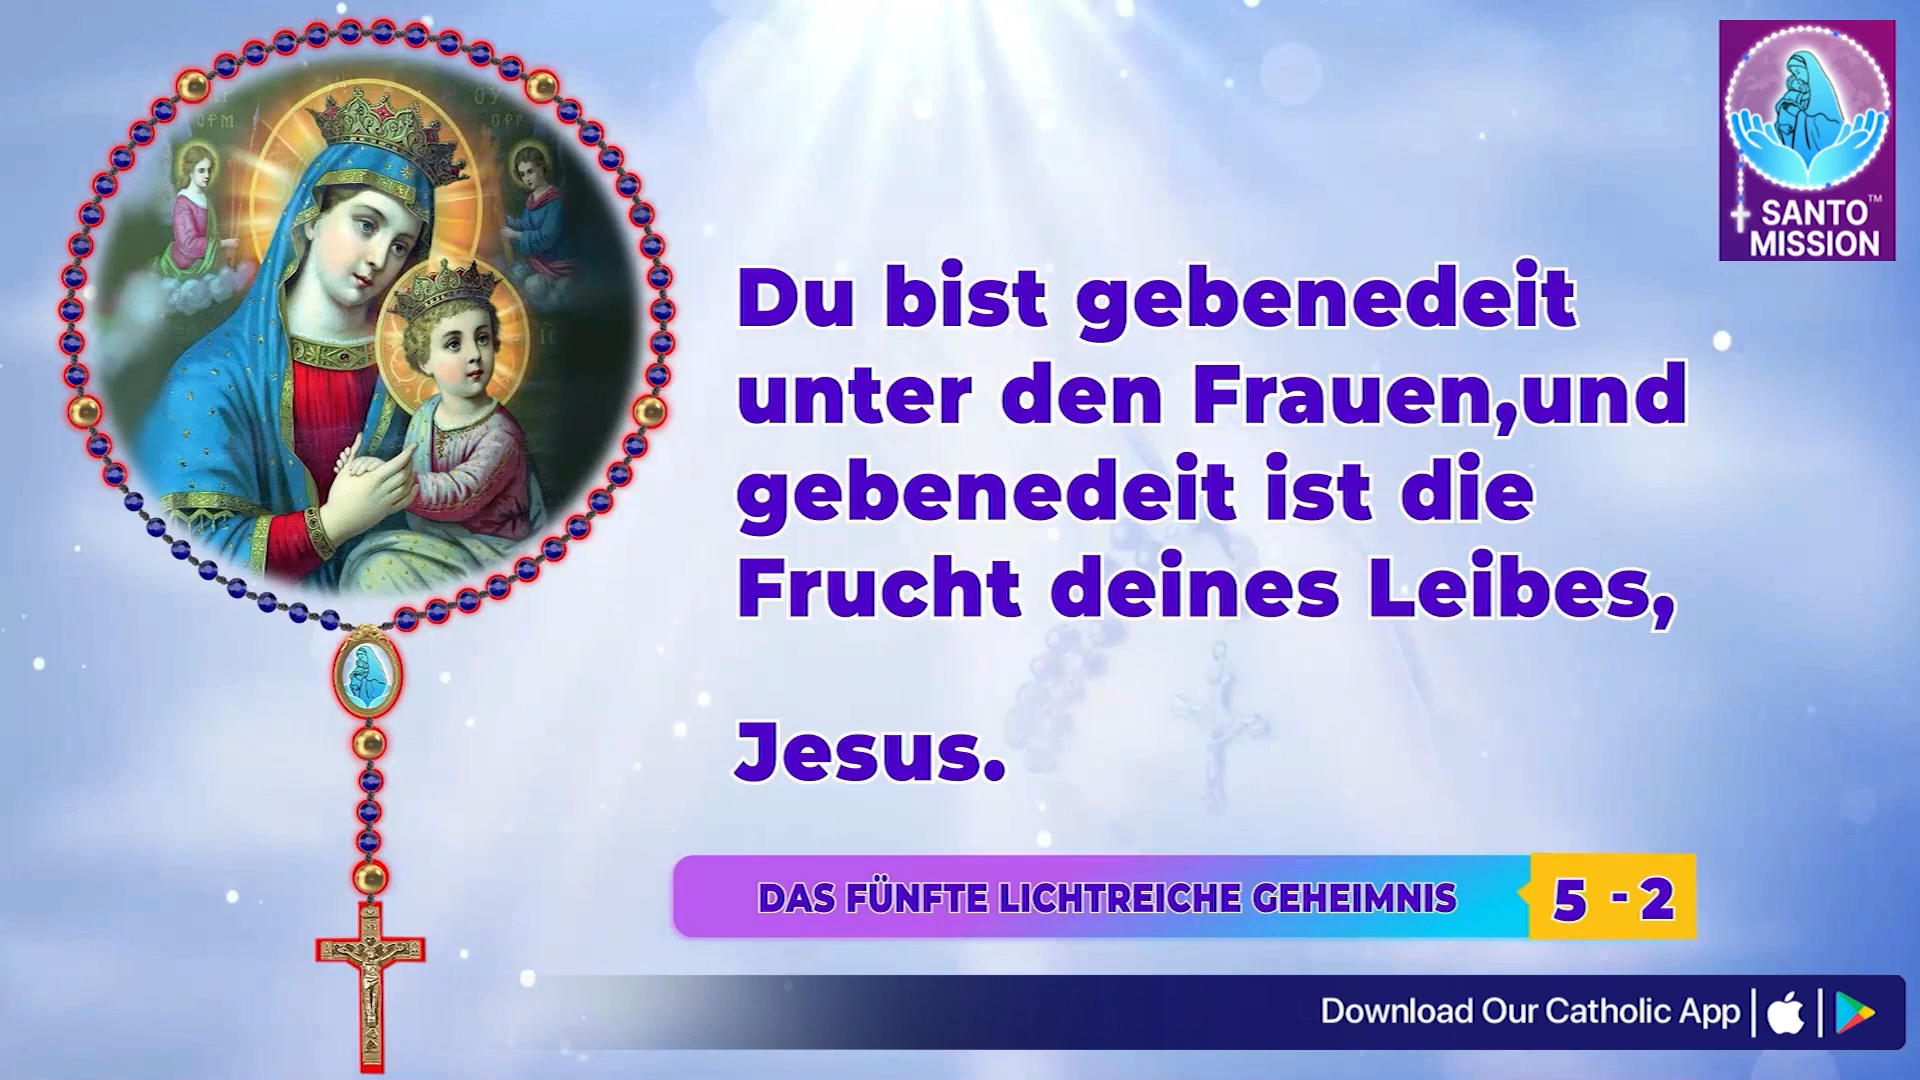 SANTO™
MISSION
Du bist gebenedeit
unter den Frauen,und
gebenedeit ist die
Frucht deines Leibes,
Jesus.
DAS FÜNFTE LICHTREICHE GEHEIMNIS
5 - 2
Download Our Catholic App